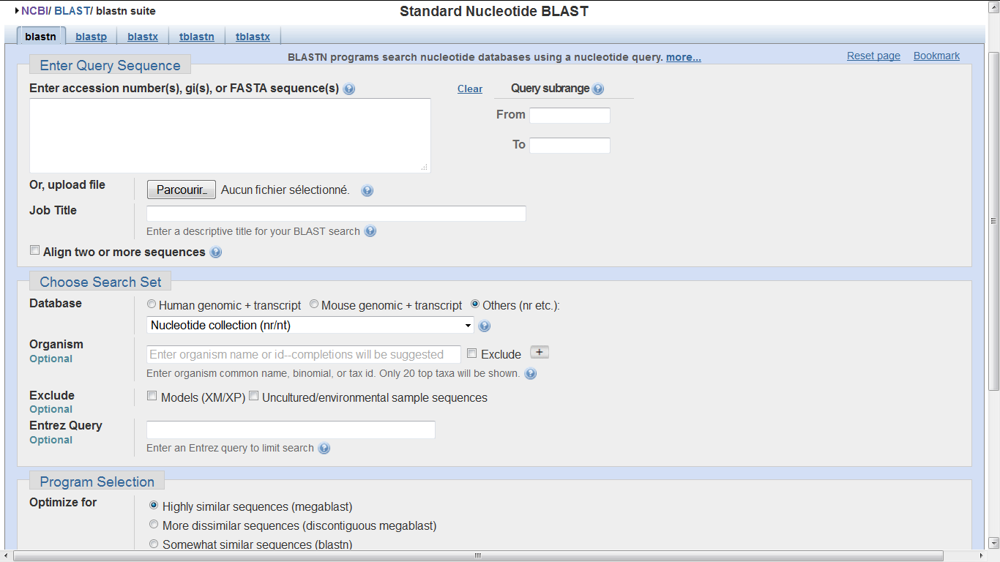 NCBI/ BLAST/ blastn suite
Standard Nucleotide BLAST
blastn blastp blastx tblastn tblastx
BLASTN programs search nucleotide databases using a nucleotide query. more...
Reset page Bookmark
Enter Query Sequence
Enter accession number(s), gi(s), or FASTA sequence(s)
Clear
Query subrange
From
To
Or, upload file
Parcourir... Aucun fichier sélectionné.
Job Title
Enter a descriptive title for your BLAST search
Align two or more sequences
Choose Search Set
Database
Human genomic + transcript Mouse genomic + transcript Others (nr etc.):
Nucleotide collection (nr/nt)
Organism
Optional
Enter organism name or id--completions will be suggested
Exclude +
Enter organism common name, binomial, or tax id. Only 20 top taxa will be shown.
Exclude
Optional
Models (XM/XP) Uncultured/environmental sample sequences
Entrez Query
Optional
Enter an Entrez query to limit search
Program Selection
Optimize for
Highly similar sequences (megablast)
More dissimilar sequences (discontiguous megablast)
Somewhat similar sequences (blastn)